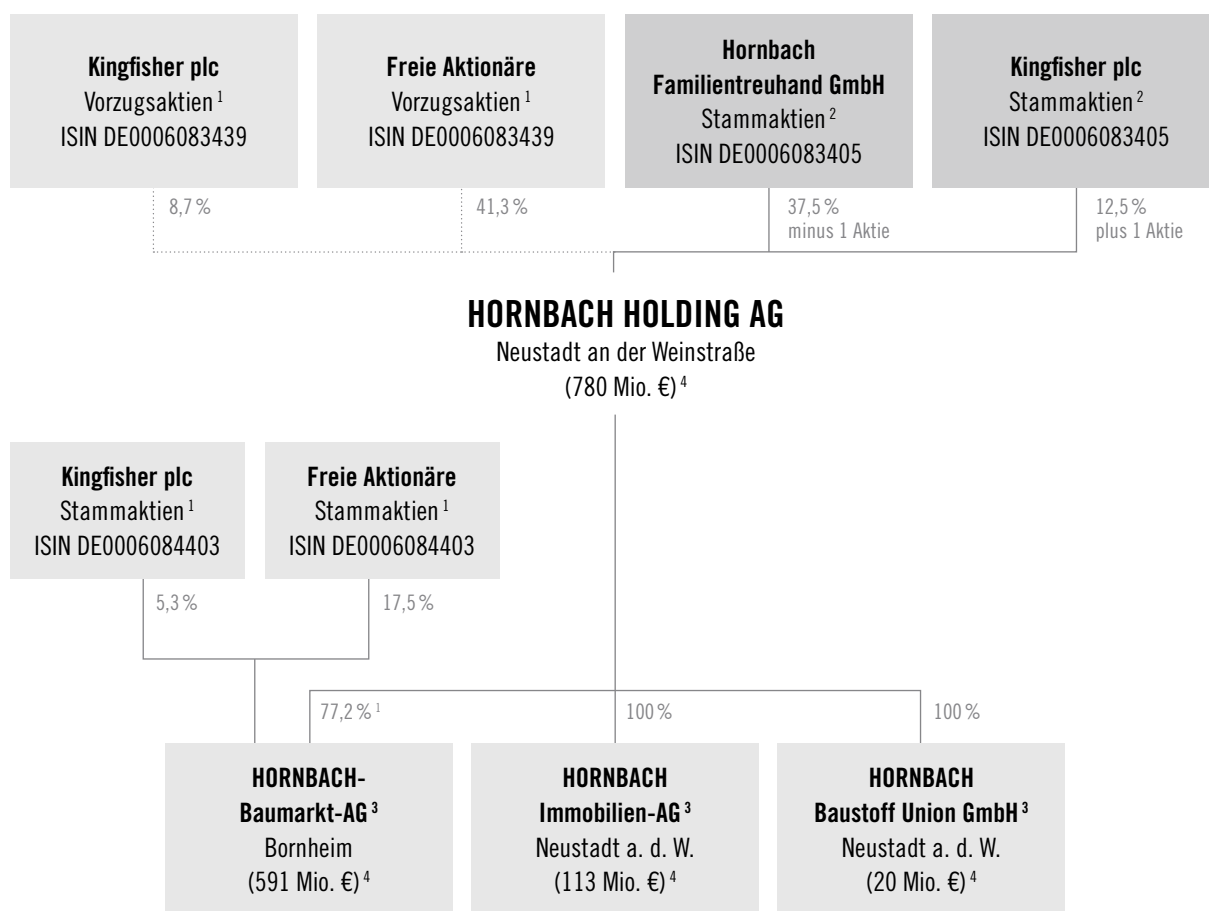 Kingfisher plc
Vorzugsaktien ¹
ISIN DE0006083439
Freie Aktionäre
Vorzugsaktien ¹
ISIN DE0006083439
Hornbach
Familientreuhand GmbH
Stammaktien ²
ISIN DE0006083405
Kingfisher plc
Stammaktien ²
ISIN DE0006083405
8,7 %
41,3 %
37,5 %
minus 1 Aktie
12,5 %
plus 1 Aktie
HORNBACH HOLDING AG
Neustadt an der Weinstraße
(780 Mio. €) ⁴
Kingfisher plc
Stammaktien ¹
ISIN DE0006084403
Freie Aktionäre
Stammaktien ¹
ISIN DE0006084403
5,3 %
17,5 %
77,2 % ¹
100 %
100 %
HORNBACH-
Baumarkt-AG ³
Bornheim
(591 Mio. €) ⁴
HORNBACH
Immobilien-AG ³
Neustadt a. d. W.
(113 Mio. €) ⁴
HORNBACH
Baustoff Union GmbH ³
Neustadt a. d. W.
(20 Mio. €) ⁴